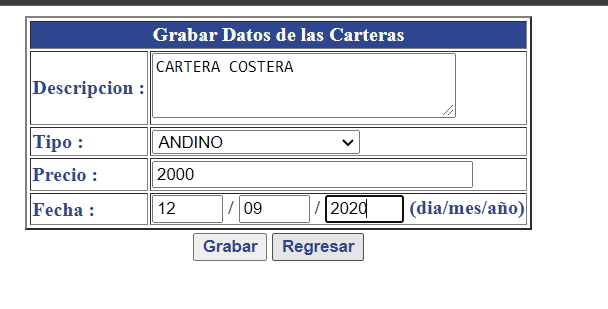 Grabar Datos de las Carteras
Descripcion : CARTERA COSTERA
Tipo : ANDINO
Precio : 2000
Fecha : 12 / 09 / 2020 (dia/mes/año)
Grabar Regresar